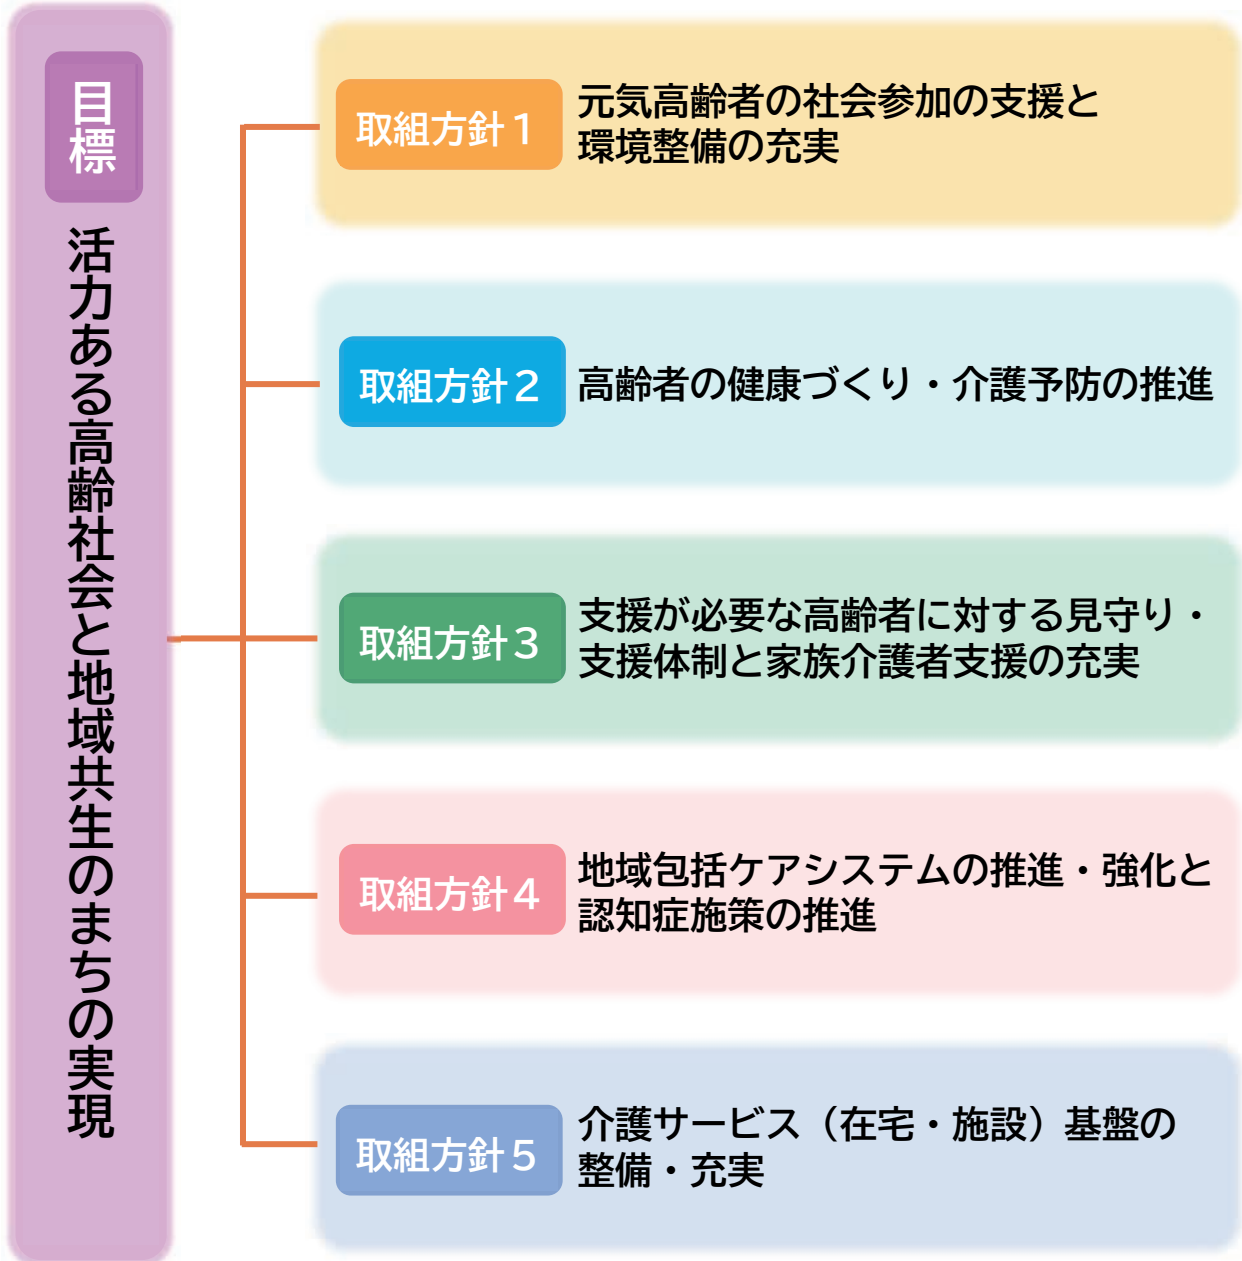 目標
活力ある高齢社会と地域共生のまちの実現
取組方針１
元気高齢者の社会参加の支援と
環境整備の充実
取組方針２
高齢者の健康づくり・介護予防の推進
取組方針３
支援が必要な高齢者に対する見守り・
支援体制と家族介護者支援の充実
取組方針４
地域包括ケアシステムの推進・強化と
認知症施策の推進
取組方針５
介護サービス（在宅・施設）基盤の
整備・充実